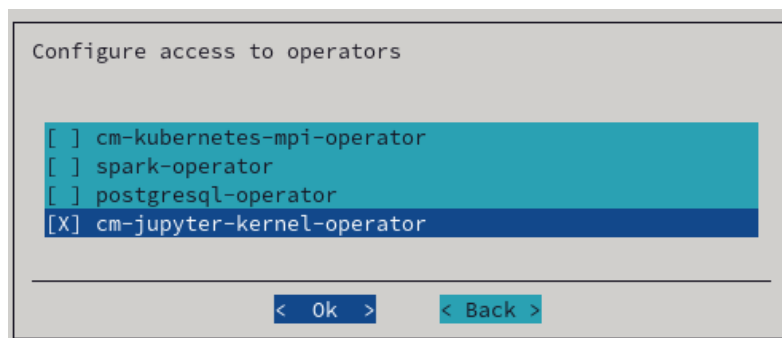 Configure access to operators
[ ] cm-kubernetes-mpi-operator
[ ] spark-operator
[ ] postgresql-operator
[X] cm-jupyter-kernel-operator
< Ok > < Back >